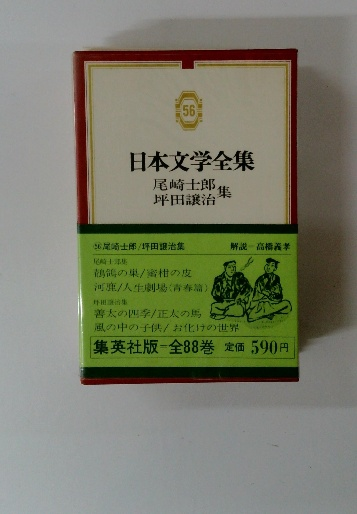 56
日本文学全集
尾崎士郎
坪田譲治
集
56尾崎士郎/坪田譲治集
解説=高橋義孝
尾崎士郎集
鶺鴒の巣/蜜柑の皮
河鹿/人生劇場(青春篇)
坪田譲治集
善太の四季/正太の馬
風の中の子供/お化けの世界
集英社版=全88巻 定価 590円